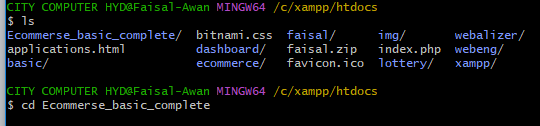 CITY COMPUTER HYD@Faisal-Awan MINGW64 /c/xampp/htdocs
$ ls
Ecommerse_basic_complete/ bitnami.css faisal/ img/ webalizer/
applications.html dashboard/ faisal.zip index.php webeng/
basic/ ecommerce/ favicon.ico lottery/ xampp/
CITY COMPUTER HYD@Faisal-Awan MINGW64 /c/xampp/htdocs
$ cd Ecommerse_basic_complete